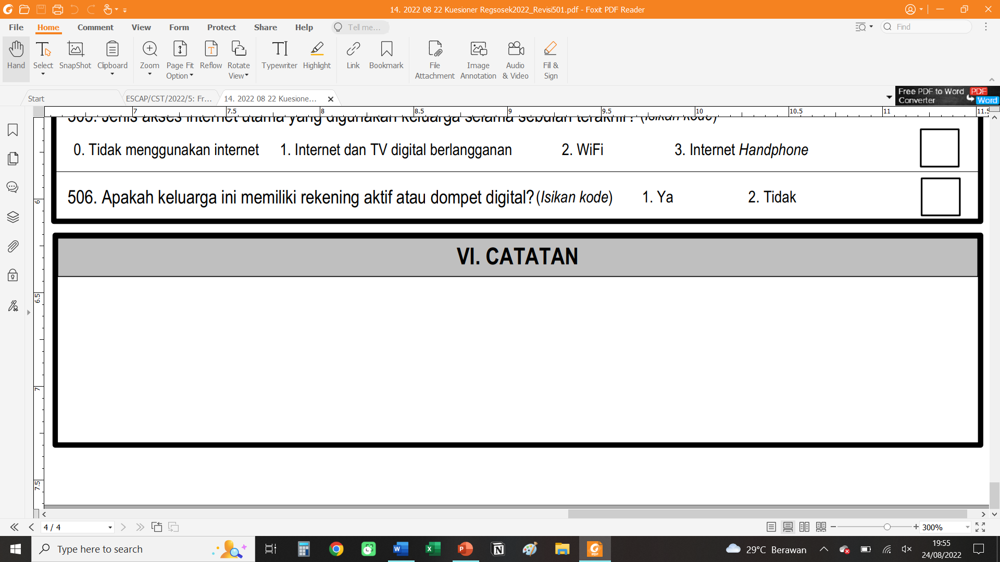 14. 2022 08 22 Kuesioner Regsosek2022_Revisi501.pdf - Foxit PDF Reader
File Home Comment View Form Protect Share Help Tell me... Find
Hand Select SnapShot Clipboard Zoom Page Fit Option Reflow Rotate View Typewriter Highlight Link Bookmark File Attachment Image Annotation Audio & Video Fill & Sign
Start ESCAP/CST/2022/5: Fr... 14. 2022 08 22 Kuesione... Free PDF to Word Converter PDF Word
7 7.5 8 8.5 9 9.5 10 10.5 11 11.5
505. Jenis akses internet utama yang digunakan keluarga selama sebulan terakhir? (Isikan kode)
0. Tidak menggunakan internet 1. Internet dan TV digital berlangganan 2. WiFi 3. Internet Handphone
6
506. Apakah keluarga ini memiliki rekening aktif atau dompet digital? (Isikan kode) 1. Ya 2. Tidak
VI. CATATAN
6.5
7
7.5
4 / 4 300%
Type here to search 29°C Berawan 19:55
24/08/2022